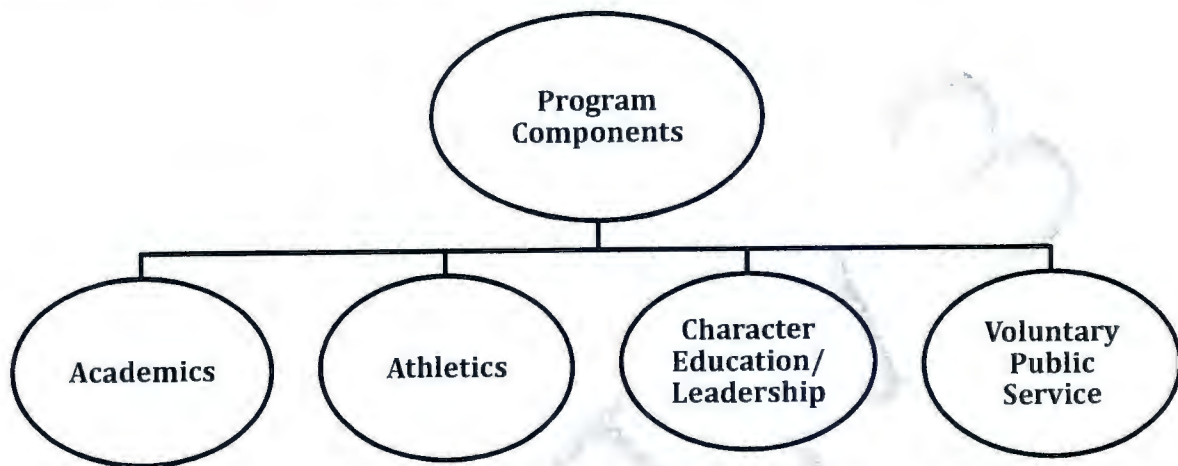 Program
Components
Academics
Athletics
Character
Education/
Leadership
Voluntary
Public
Service